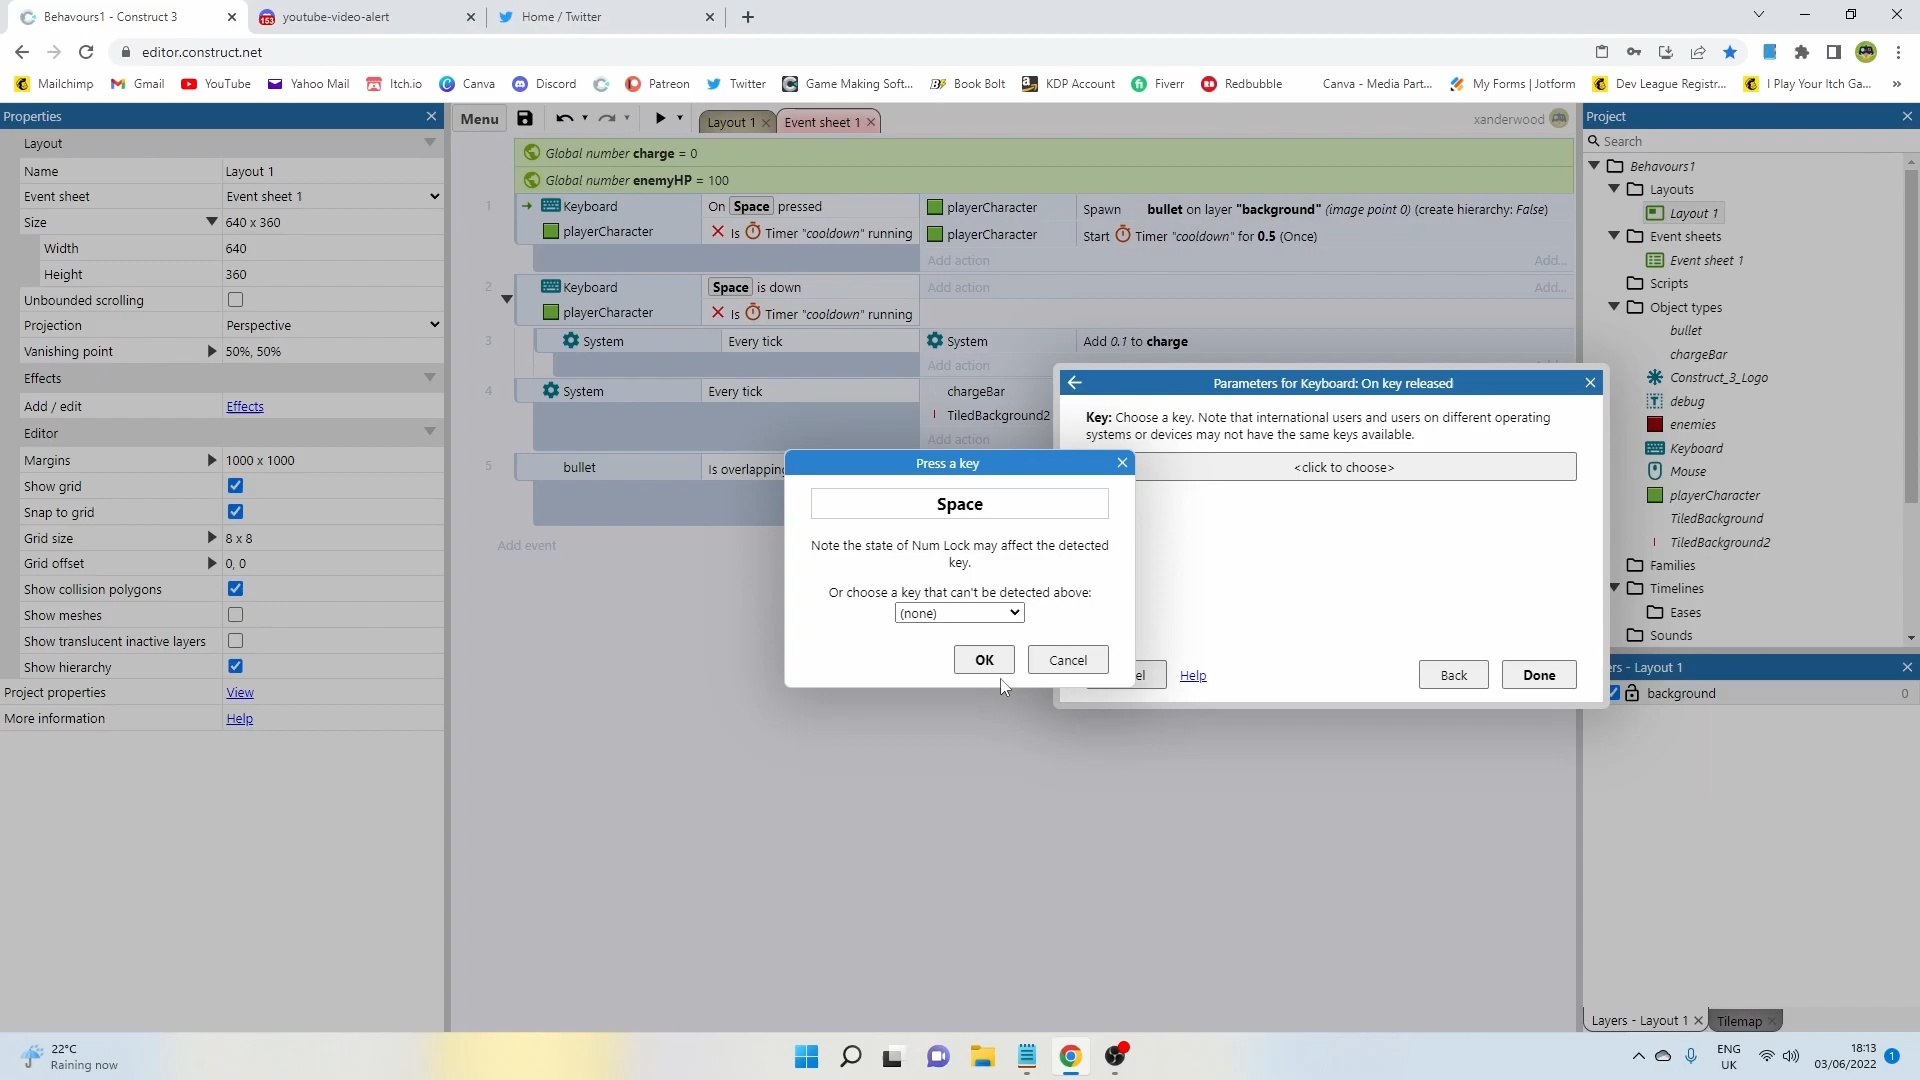 Behavours1 - Construct 3
153
youtube-video-alert
Home / Twitter
editor.construct.net
Mailchimp
Gmail
YouTube
Yahoo Mail
Itch.io
Canva
Discord
Patreon
Twitter
Game Making Soft...
Book Bolt
KDP Account
Fiverr
Redbubble
Canva - Media Part...
My Forms | Jotform
Dev League Registr...
I Play Your Itch Ga...
Properties
Menu
Layout 1
Event sheet 1
xanderwood
Project
Search
Layout
Name Layout 1
Event sheet Event sheet 1
Size 640 x 360
Width 640
Height 360
Unbounded scrolling
Projection Perspective
Vanishing point 50%, 50%
Effects
Add / edit Effects
Editor
Margins 1000 x 1000
Show grid
Snap to grid
Grid size 8 x 8
Grid offset 0, 0
Show collision polygons
Show meshes
Show translucent inactive layers
Show hierarchy
Project properties View
More information Help
Global number charge = 0
Global number enemyHP = 100
1 Keyboard On Space pressed playerCharacter Spawn bullet on layer "background" (image point 0) (create hierarchy: False)
playerCharacter Is Timer "cooldown" running playerCharacter Start Timer "cooldown" for 0.5 (Once)
Add action Add...
2 Keyboard Space is down Add action Add...
playerCharacter Is Timer "cooldown" running
3 System Every tick System Add 0.1 to charge
Add action
4 System Every tick chargeBar
TiledBackground2
Add action
5 bullet Is overlapping
Add event
Parameters for Keyboard: On key released
Key: Choose a key. Note that international users and users on different operating
systems or devices may not have the same keys available.
<click to choose>
Help
Back
Done
Press a key
Space
Note the state of Num Lock may affect the detected
key.
Or choose a key that can't be detected above:
(none)
OK
Cancel
Behavours1
Layouts
Layout 1
Event sheets
Event sheet 1
Scripts
Object types
bullet
chargeBar
Construct_3_Logo
debug
enemies
Keyboard
Mouse
playerCharacter
TiledBackground
TiledBackground2
Families
Timelines
Eases
Sounds
ers - Layout 1
background 0
Layers - Layout 1
Tilemap
22°C
Raining now
ENG
UK
18:13
03/06/2022
1